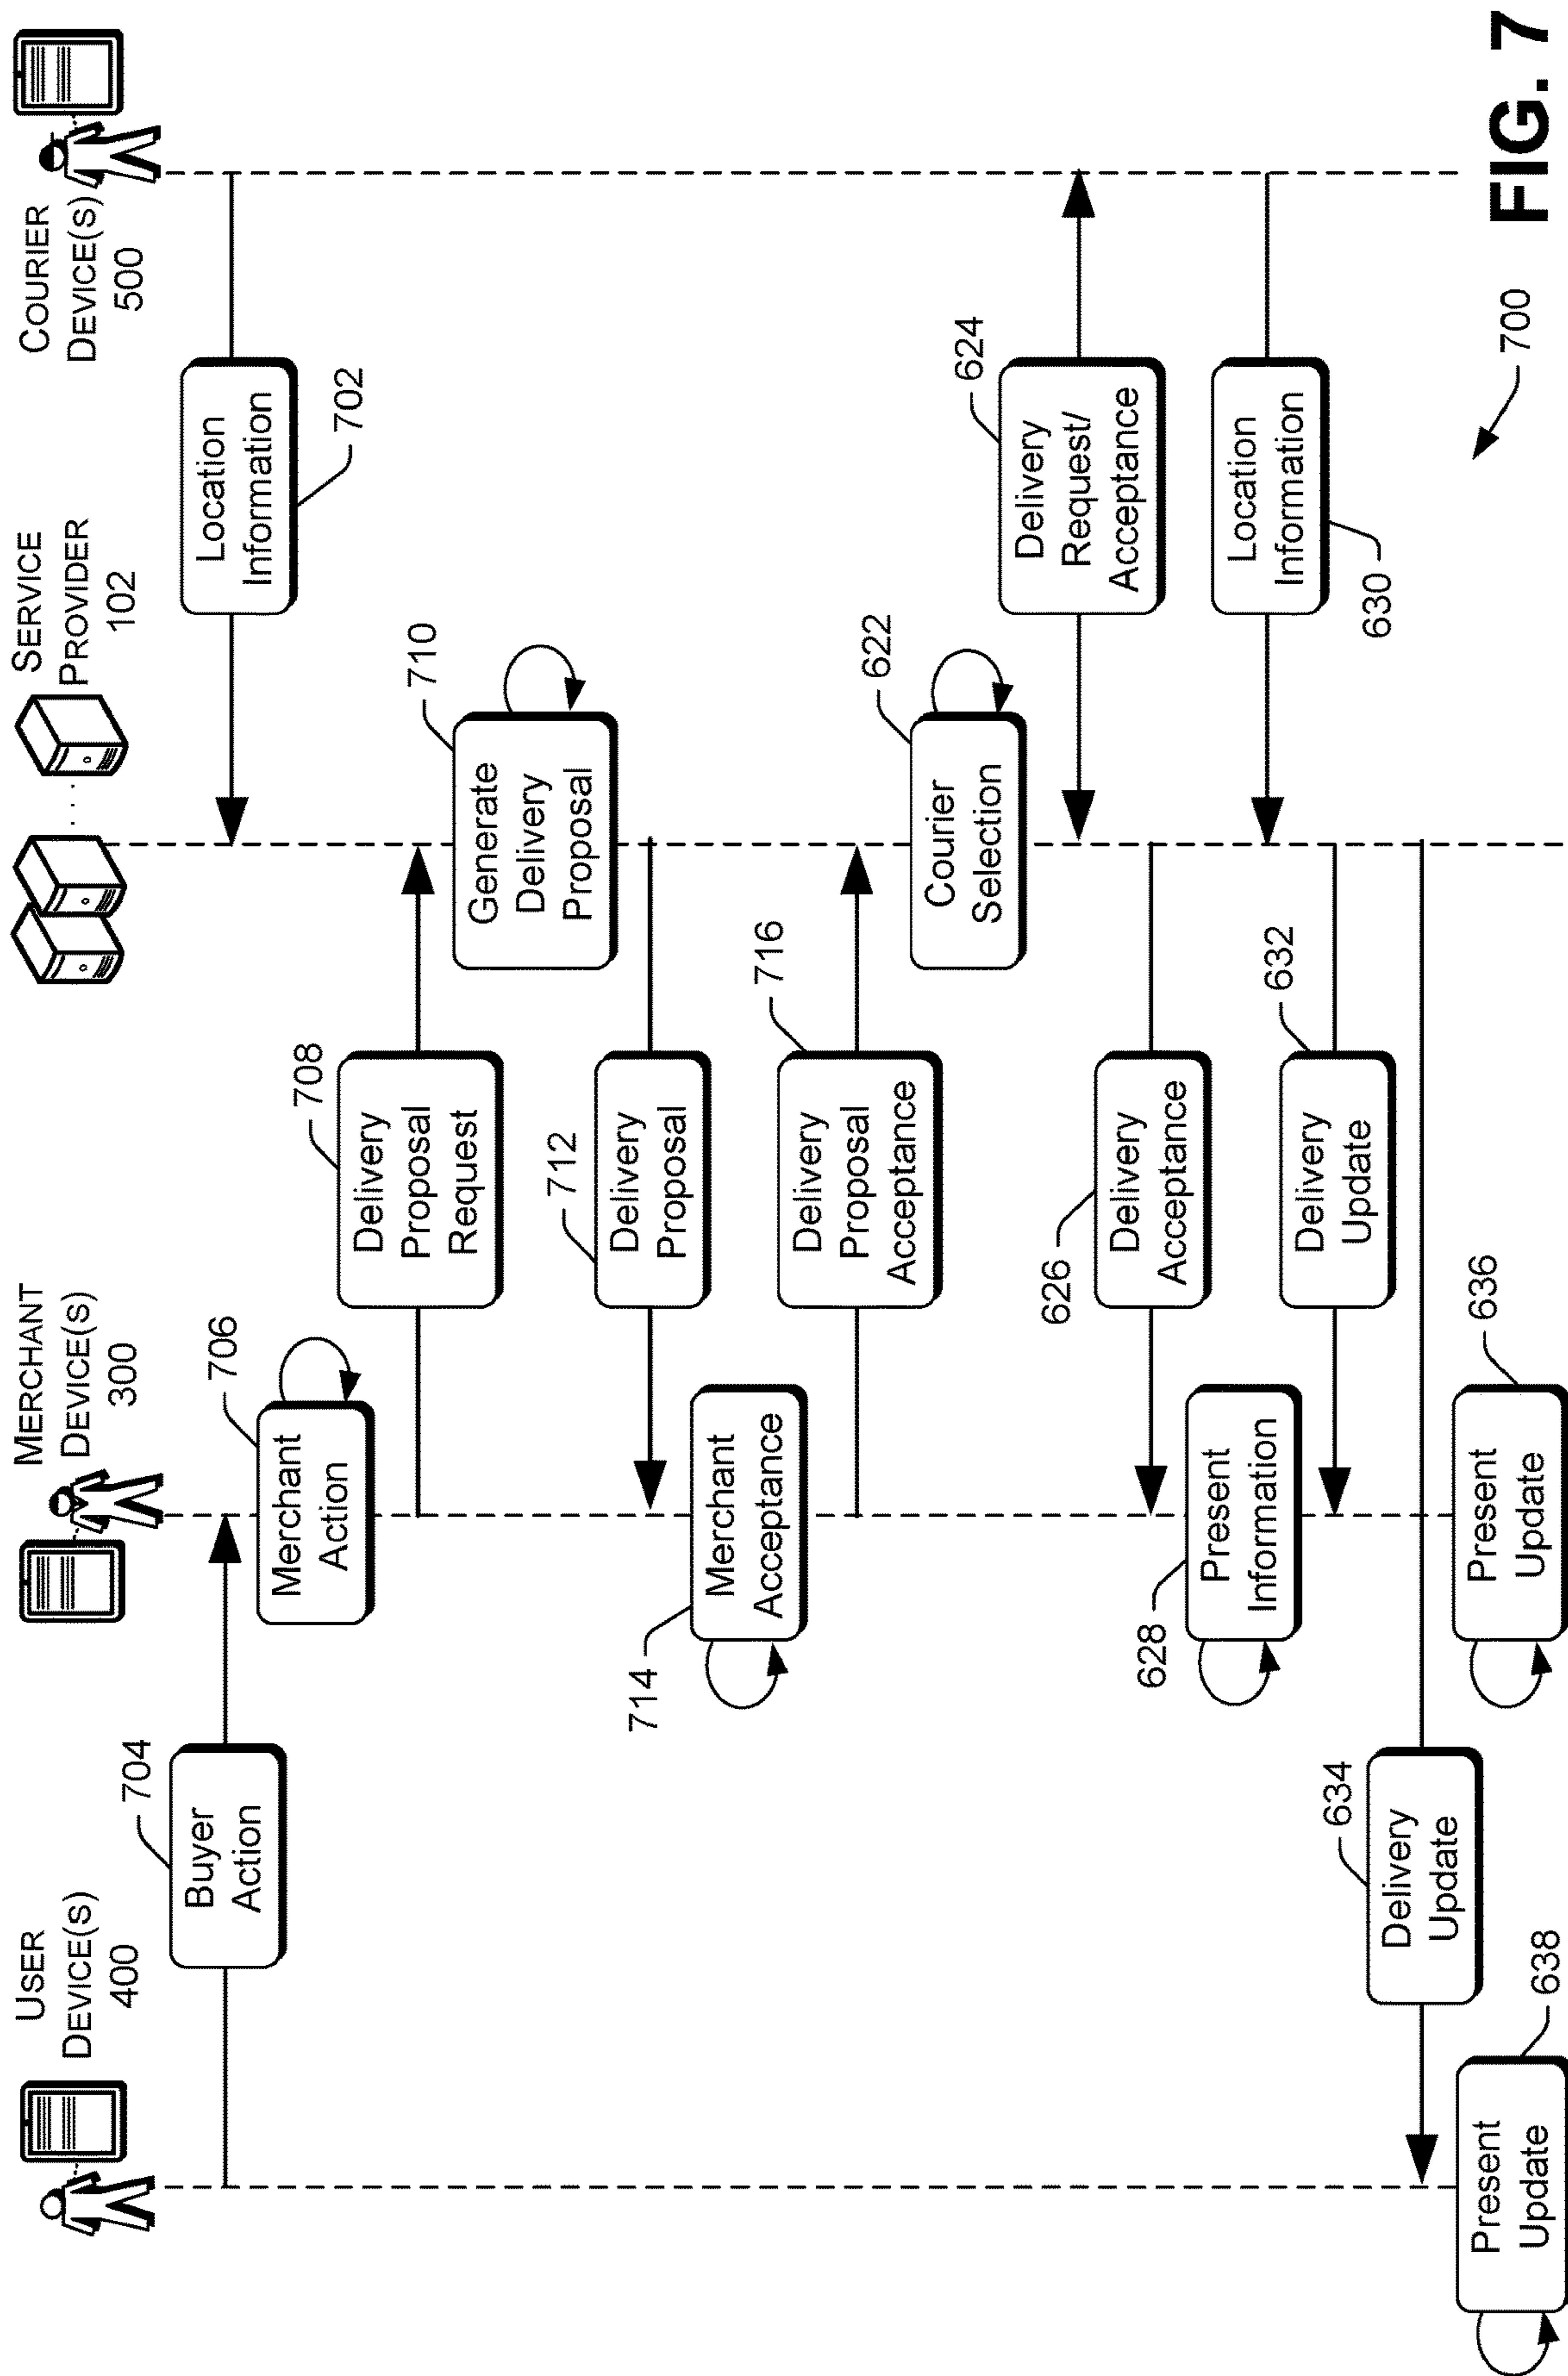 USER
DEVICE(S)
400
MERCHANT
DEVICE(S)
300
SERVICE
PROVIDER
102
COURIER
DEVICE(S)
500
704
Buyer
Action
Location
Information
702
706
Merchant
Action
708
Delivery
Proposal
Request
710
Generate
Delivery
Proposal
712
Delivery
Proposal
714
Merchant
Acceptance
716
Delivery
Proposal
Acceptance
622
Courier
Selection
624
Delivery
Request/
Acceptance
626
Delivery
Acceptance
628
Present
Information
Location
Information
630
632
Delivery
Update
634
Delivery
Update
636
Present
Update
638
Present
Update
700
FIG. 7